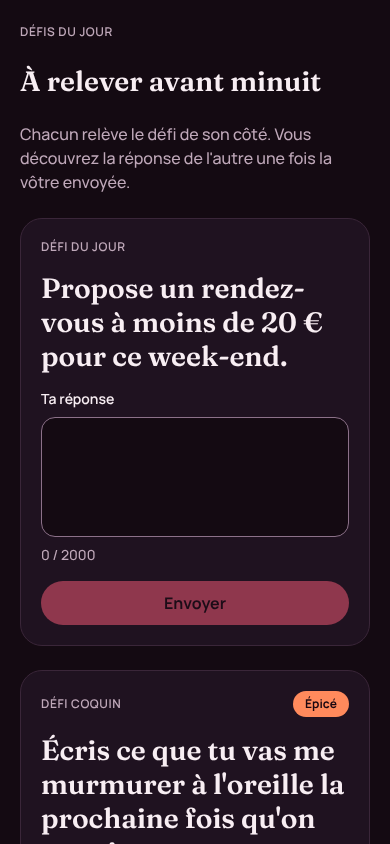 DÉFIS DU JOUR
À relever avant minuit
Chacun relève le défi de son côté. Vous
découvrez la réponse de l'autre une fois la
vôtre envoyée.
DÉFI DU JOUR
Propose un rendez-
vous à moins de 20 €
pour ce week-end.
Ta réponse
0 / 2000
Envoyer
DÉFI COQUIN
Épicé
Écris ce que tu vas me
murmurer à l'oreille la
prochaine fois qu'on